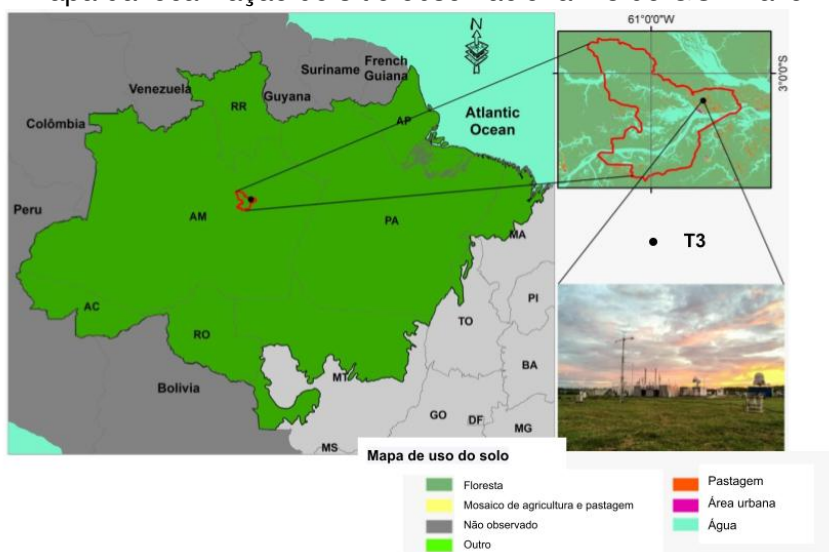 61°0'0"W
3°0'0"S
Suriname
French
Guiana
Venezuela
Guyana
RR
Colômbia
AP
Atlantic
Ocean
Peru
AM
PA
MA
T3
AC
PI
TO
RO
BA
Bolivia
MT
GO
DF
MG
MS
Mapa de uso do solo
Floresta
Mosaico de agricultura e pastagem
Não observado
Outro
Pastagem
Área urbana
Água